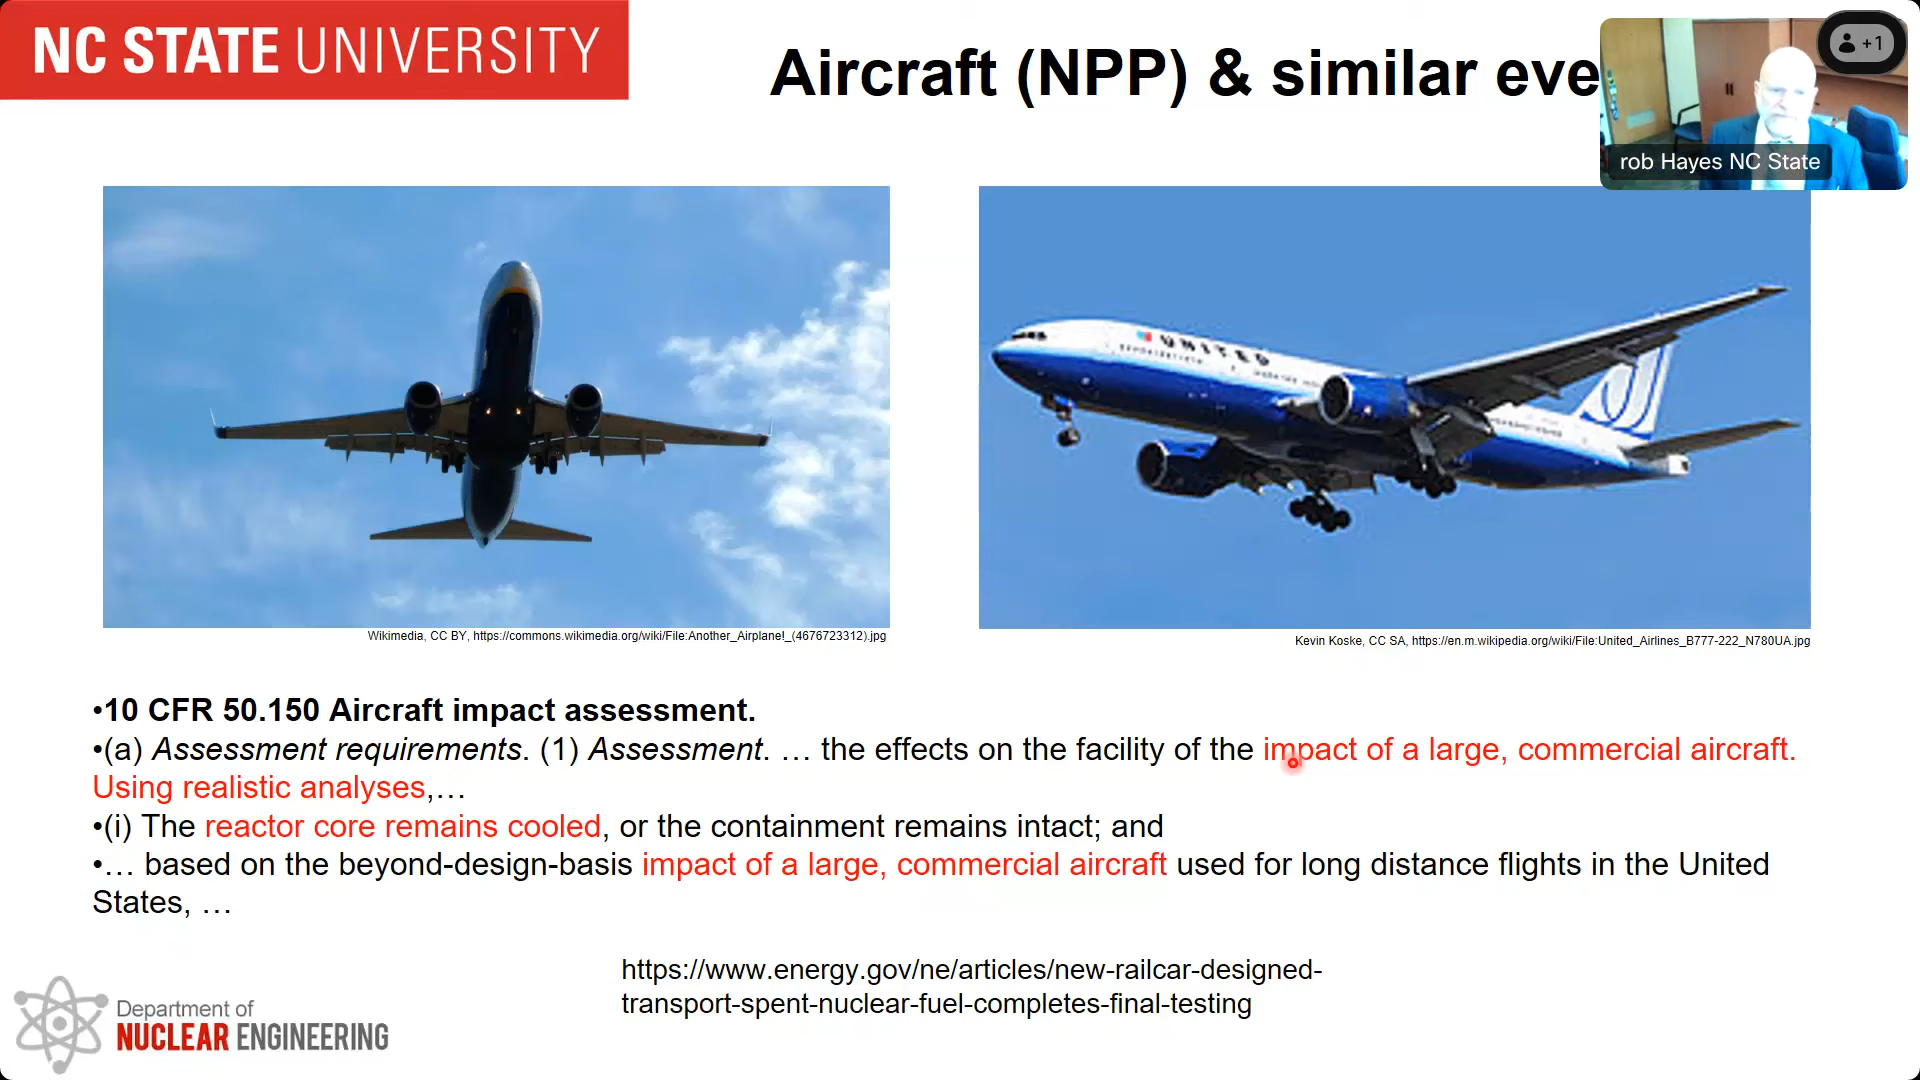 NC STATE UNIVERSITY
Aircraft (NPP) & similar eve
+1
rob Hayes NC State
UNITED
Wikimedia, CC BY, https://commons.wikimedia.org/wiki/File:Another_Airplane!_(4676723312).jpg
Kevin Koske, CC SA, https://en.m.wikipedia.org/wiki/File:United_Airlines_B777-222_N780UA.jpg
•10 CFR 50.150 Aircraft impact assessment.
•(a) Assessment requirements. (1) Assessment. … the effects on the facility of the impact of a large, commercial aircraft.
Using realistic analyses,…
•(i) The reactor core remains cooled, or the containment remains intact; and
•… based on the beyond-design-basis impact of a large, commercial aircraft used for long distance flights in the United
States, …
https://www.energy.gov/ne/articles/new-railcar-designed-
transport-spent-nuclear-fuel-completes-final-testing
Department of
NUCLEAR ENGINEERING